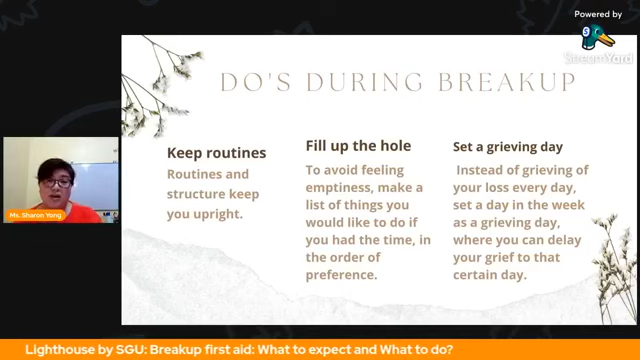 Powered by
S
StreamYard
DO'S DURING BREAKUP
Keep routines
Routines and
structure keep
you upright.
Fill up the hole
To avoid feeling
emptiness, make a
list of things you
would like to do if
you had the time, in
the order of
preference.
Set a grieving day
Instead of grieving of
your loss every day,
set a day in the week
as a grieving day,
where you can delay
your grief to that
certain day.
Ms. Sharon Yong
Lighthouse by SGU: Breakup first aid: What to expect and What to do?